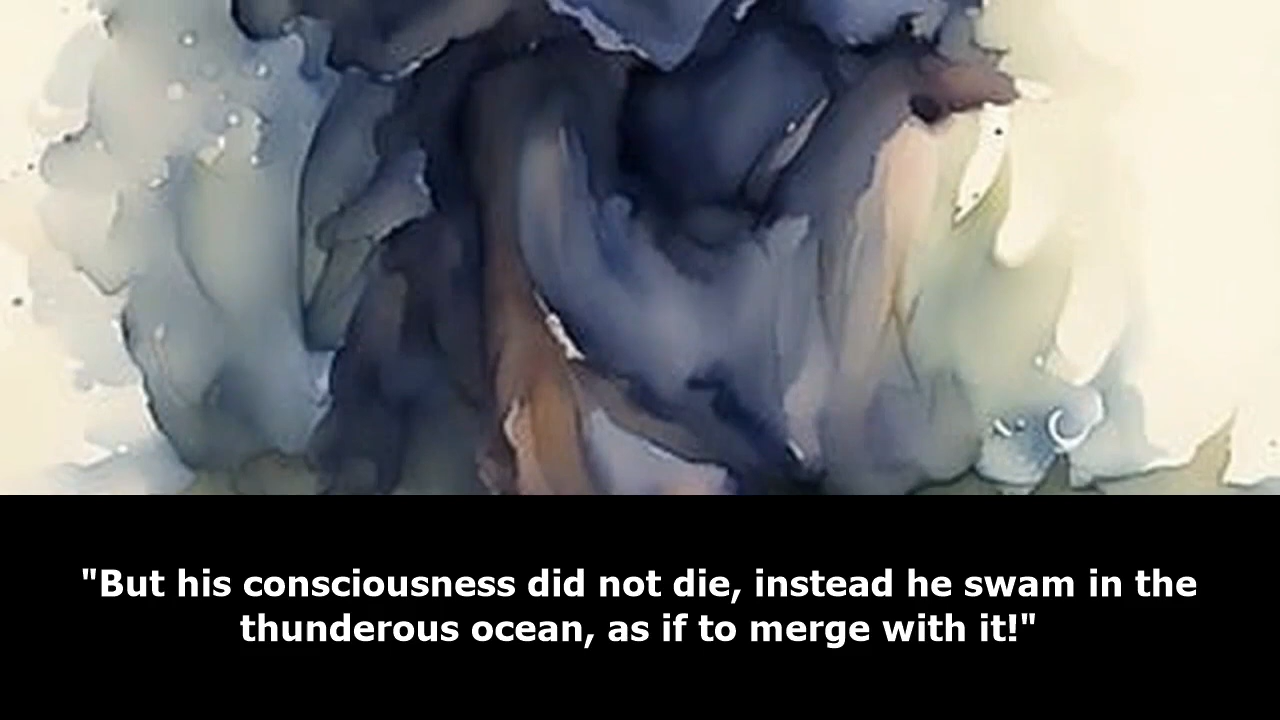 "But his consciousness did not die, instead he swam in the
thunderous ocean, as if to merge with it!"